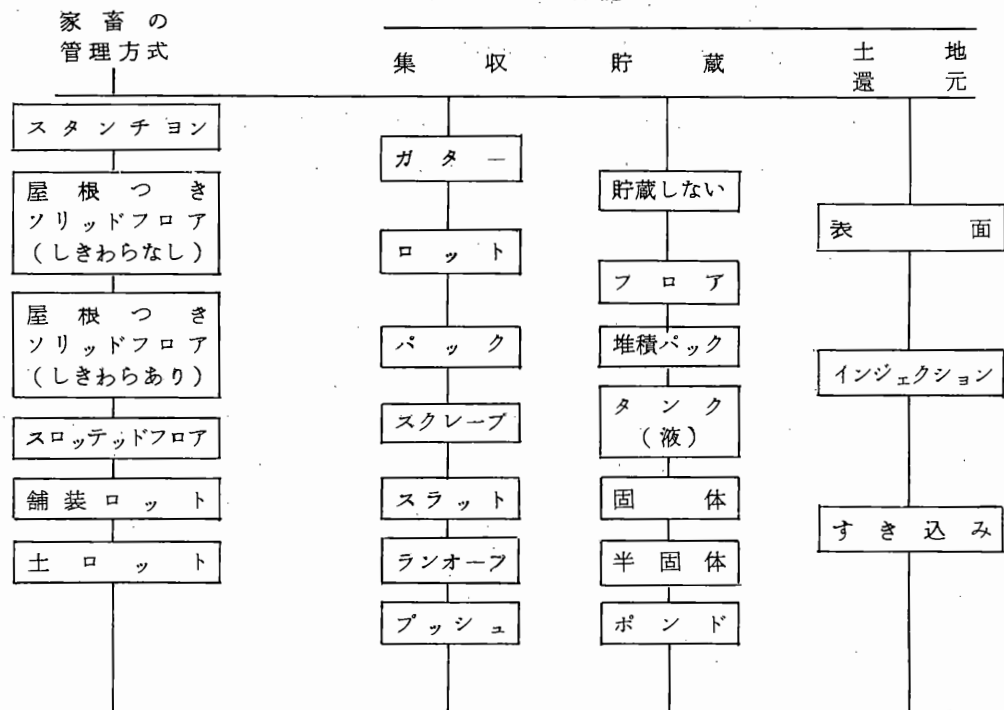 家畜の
管理方式
集収
貯蔵
土地
還元
スタンチョン
屋根つき
ソリッドフロア
(しきわらなし)
屋根つき
ソリッドフロア
(しきわらあり)
スロッテッドフロア
舗装ロット
土ロット
ガター
ロット
パック
スクレープ
スラット
ランオーフ
プッシュ
貯蔵しない
フロア
堆積パック
タンク
(液)
固体
半固体
ポンド
表面
インジェクション
すき込み